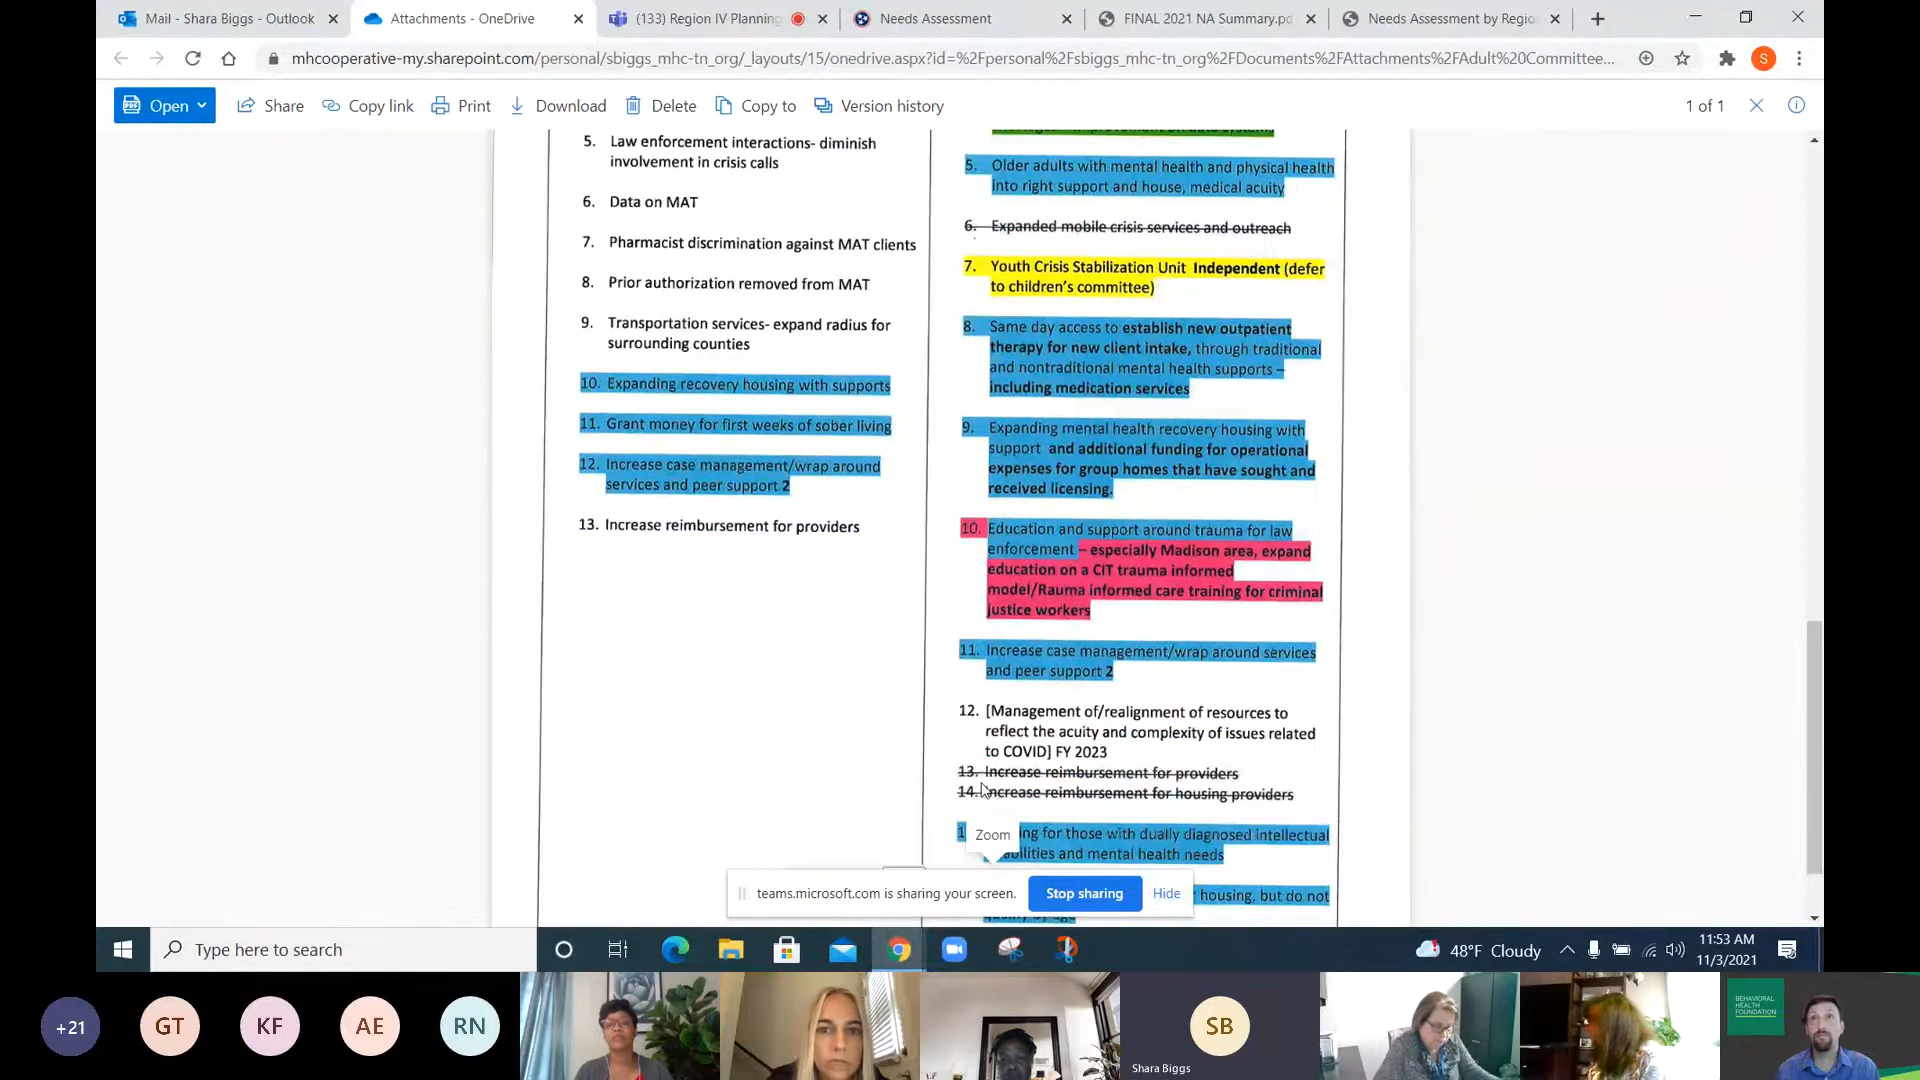 Mail - Shara Biggs - Outlook
Attachments - OneDrive
(133) Region IV Planning
Needs Assessment
FINAL 2021 NA Summary.pd
Needs Assessment by Regio
mhcooperative-my.sharepoint.com/personal/sbiggs_mhc-tn_org/_layouts/15/onedrive.aspx?id=%2Fpersonal%2Fsbiggs_mhc-tn_org%2FDocuments%2FAttachments%2FAdult%20Committee...
S
Open
Share
Copy link
Print
Download
Delete
Copy to
Version history
1 of 1
5. Law enforcement interactions- diminish
involvement in crisis calls
6. Data on MAT
7. Pharmacist discrimination against MAT clients
8. Prior authorization removed from MAT
9. Transportation services- expand radius for
surrounding counties
10. Expanding recovery housing with supports
11. Grant money for first weeks of sober living
12. Increase case management/wrap around
services and peer support 2
13. Increase reimbursement for providers
5. Older adults with mental health and physical health
into right support and house, medical acuity
6. Expanded mobile crisis services and outreach
7. Youth Crisis Stabilization Unit Independent (defer
to children's committee)
8. Same day access to establish new outpatient
therapy for new client intake, through traditional
and nontraditional mental health supports –
including medication services
9. Expanding mental health recovery housing with
support and additional funding for operational
expenses for group homes that have sought and
received licensing.
10. Education and support around trauma for law
enforcement – especially Madison area, expand
education on a CIT trauma informed
model/Rauma informed care training for criminal
justice workers
11. Increase case management/wrap around services
and peer support 2
12. [Management of/realignment of resources to
reflect the acuity and complexity of issues related
to COVID] FY 2023
13. Increase reimbursement for providers
14. Increase reimbursement for housing providers
1 ing for those with dually diagnosed intellectual
abilities and mental health needs
housing, but do not
Zoom
teams.microsoft.com is sharing your screen.
Stop sharing
Hide
Type here to search
48°F Cloudy
11:53 AM
11/3/2021
+21
GT
KF
AE
RN
SB
Shara Biggs
BEHAVIORAL
HEALTH
FOUNDATION